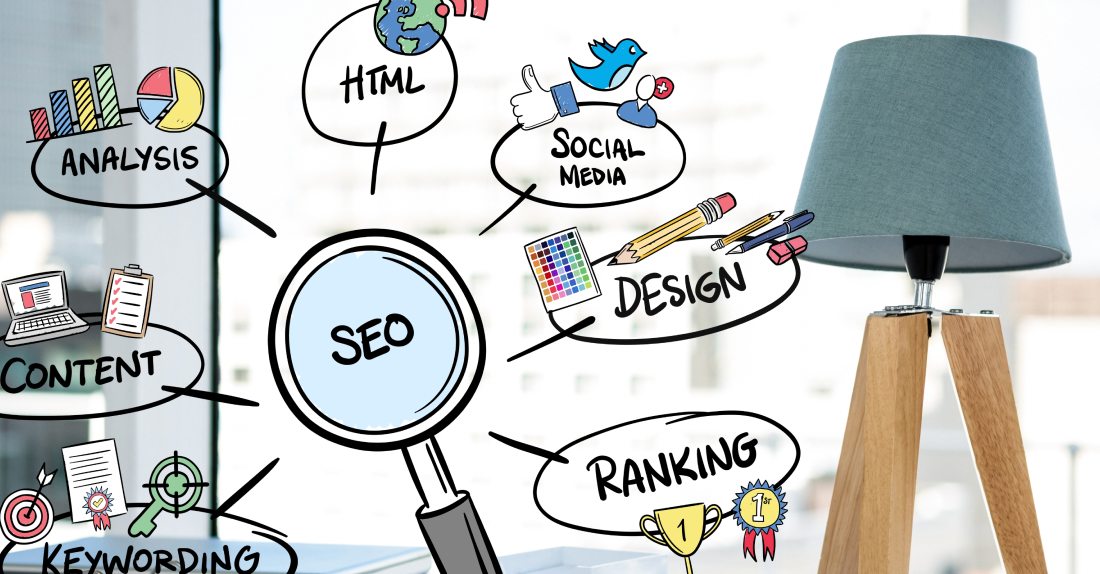 HTML
ANALYSIS
SOCIAL
MEDIA
DESIGN
SEO
CONTENT
RANKING
1
1ST
KEYWORDING